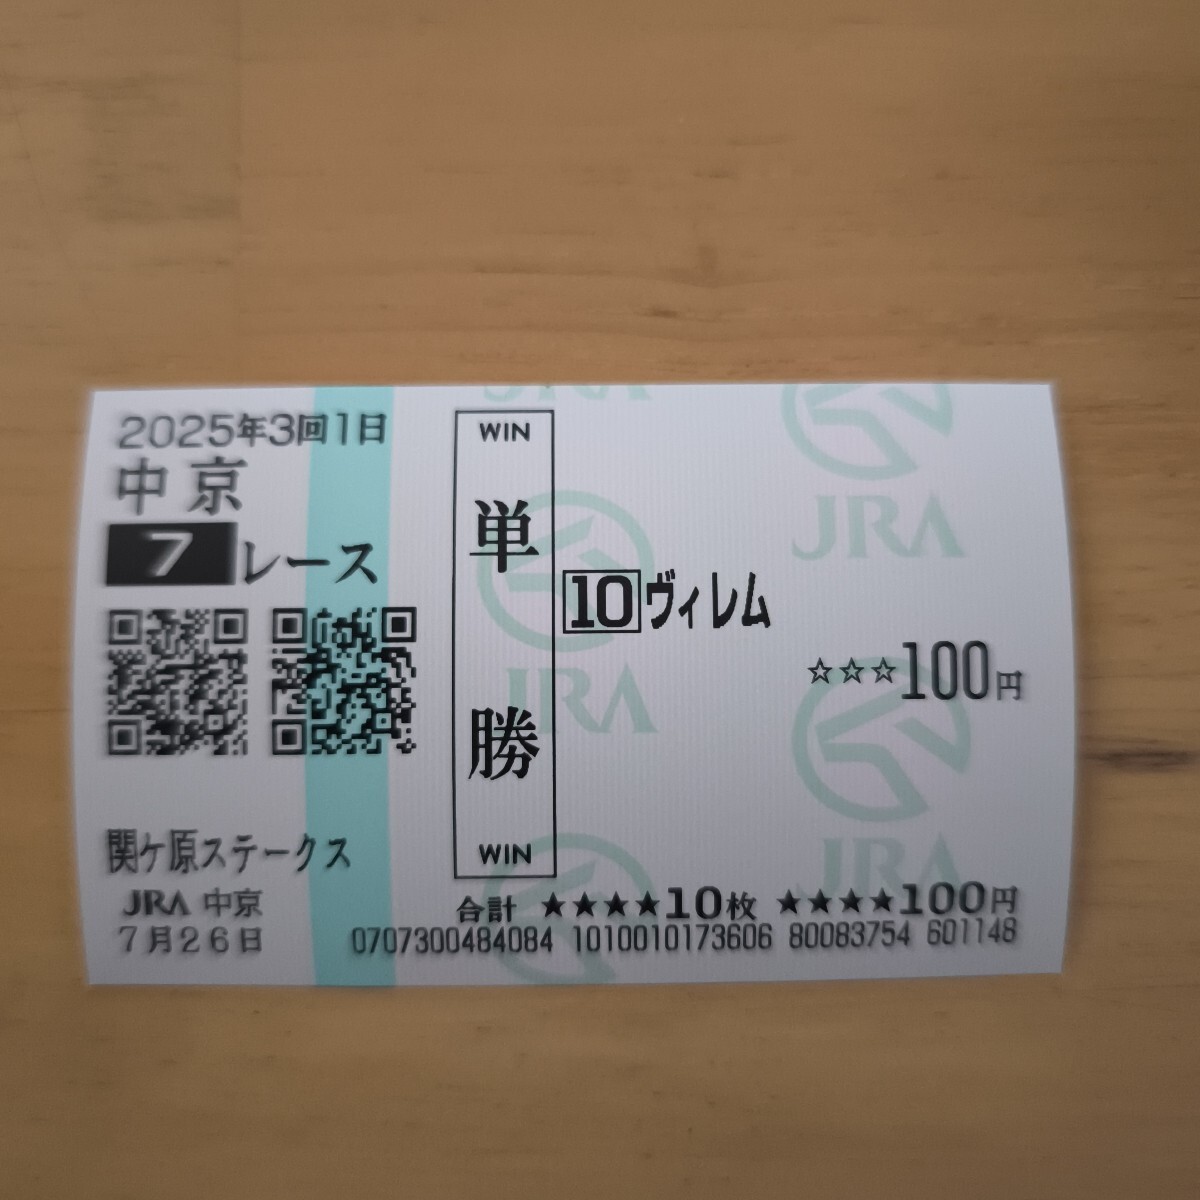 2025年3回1日
中京
7レース
関ケ原ステークス
JRA 中京
7月26日
WIN
単勝
WIN
10ヴィレム
☆☆☆100円
合計 ★★★★10枚 ★★★★100円
0707300484084 1010010173606 80083754 601148
JRA
JRA
JRA
JRA